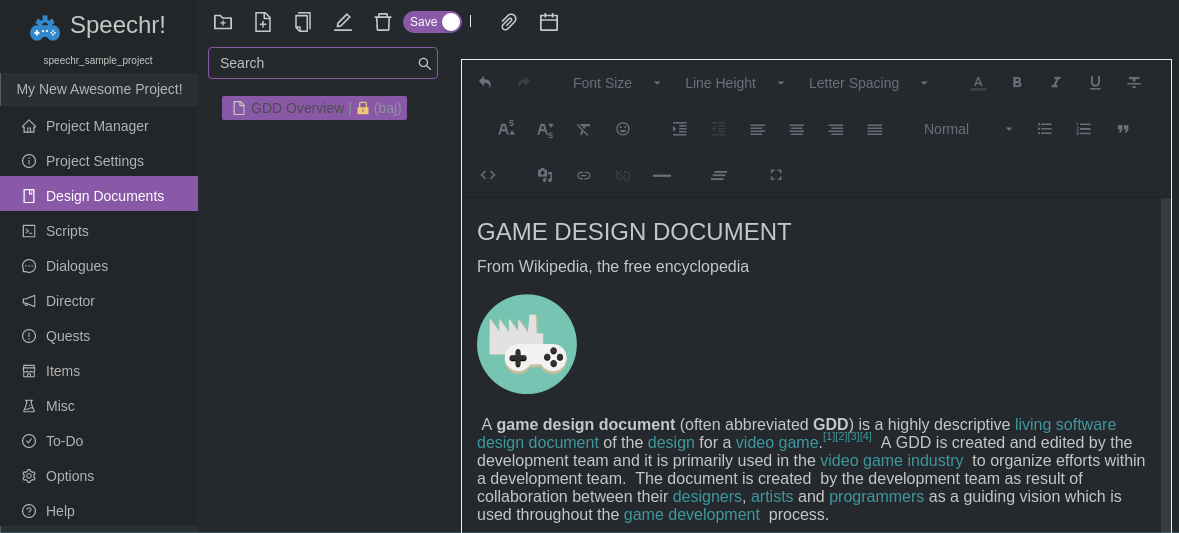 Speechr!
speechr_sample_project
My New Awesome Project!
Project Manager
Project Settings
Design Documents
Scripts
Dialogues
Director
Quests
Items
Misc
To-Do
Options
Help
Save
Search
GDD Overview | 🔒 (baj)
Font Size
Line Height
Letter Spacing
Normal
GAME DESIGN DOCUMENT
From Wikipedia, the free encyclopedia
A game design document (often abbreviated GDD) is a highly descriptive living software
design document of the design for a video game.[1][2][3][4] A GDD is created and edited by the
development team and it is primarily used in the video game industry to organize efforts within
a development team. The document is created by the development team as result of
collaboration between their designers, artists and programmers as a guiding vision which is
used throughout the game development process.